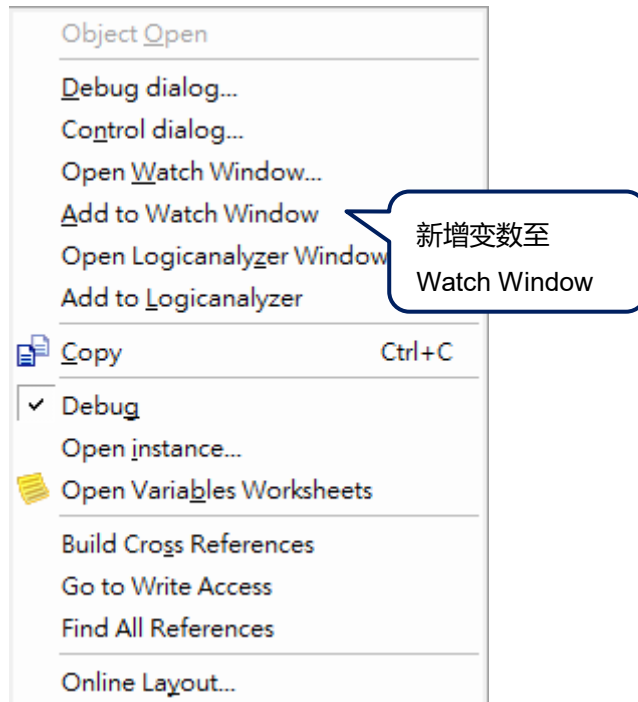 Object Open
Debug dialog...
Control dialog...
Open Watch Window...
Add to Watch Window
Open Logicanalyzer Window
Add to Logicanalyzer
Copy Ctrl+C
Debug
Open instance...
Open Variables Worksheets
Build Cross References
Go to Write Access
Find All References
Online Layout...
新增变数至
Watch Window